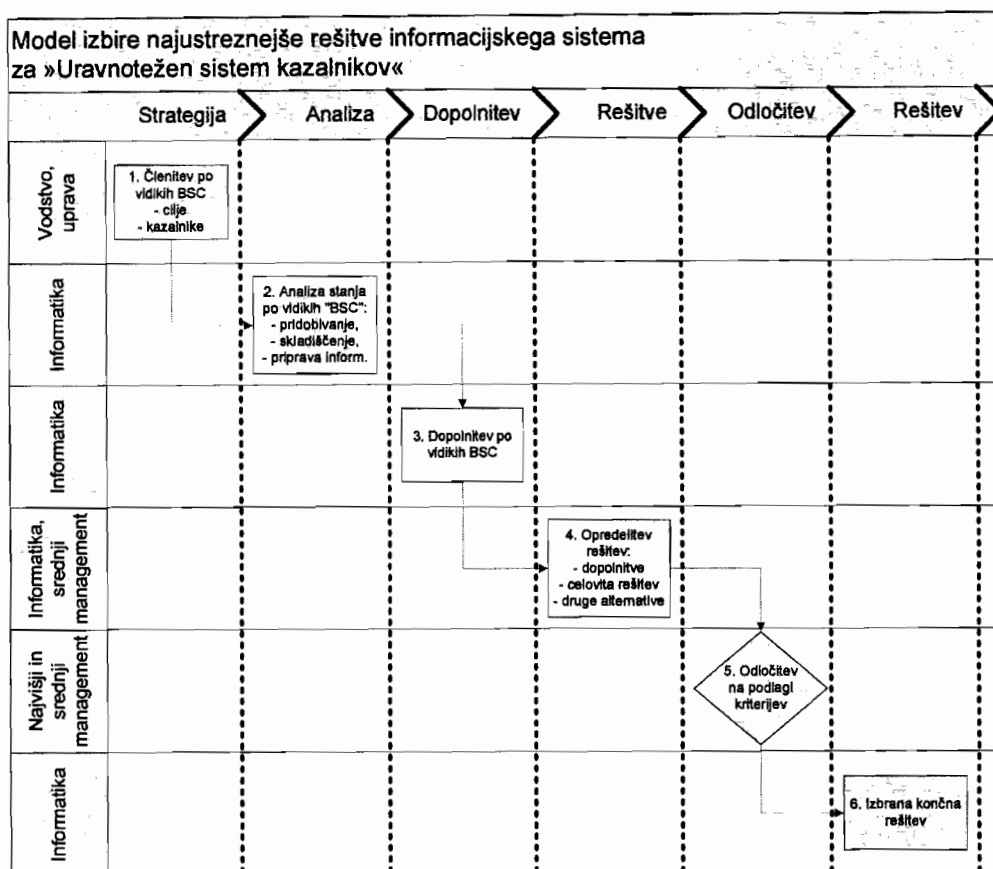 Model izbire najustreznejše rešitve informacijskega sistema
za »Uravnotežen sistem kazalnikov«
Strategija
Analiza
Dopolnitev
Rešitve
Odločitev
Rešitev
Vodstvo,
uprava
1. Členitev po
vidikih BSC
- cilje
- kazalnike
Informatika
2. Analiza stanja
po vidikih "BSC":
- pridobivanje,
- skladiščenje,
- priprava inform.
Informatika
3. Dopolnitev po
vidikih BSC
Informatika,
srednji
management
4. Opredelitev
rešitev:
- dopolnitve
- celovita rešitev
- druge alternative
Najvišji in
srednji
management
5. Odločitev
na podlagi
kriterijev
Informatika
6. Izbrana končna
rešitev